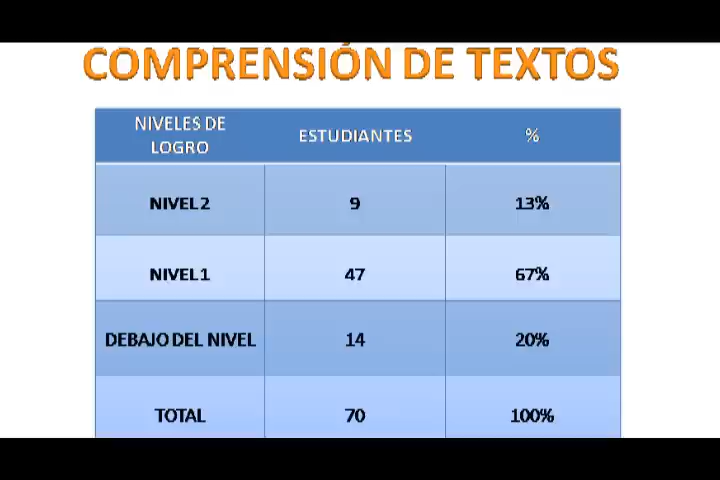 COMPRENSIÓN DE TEXTOS
NIVELES DE LOGRO ESTUDIANTES %
NIVEL 2 9 13%
NIVEL 1 47 67%
DEBAJO DEL NIVEL 14 20%
TOTAL 70 100%